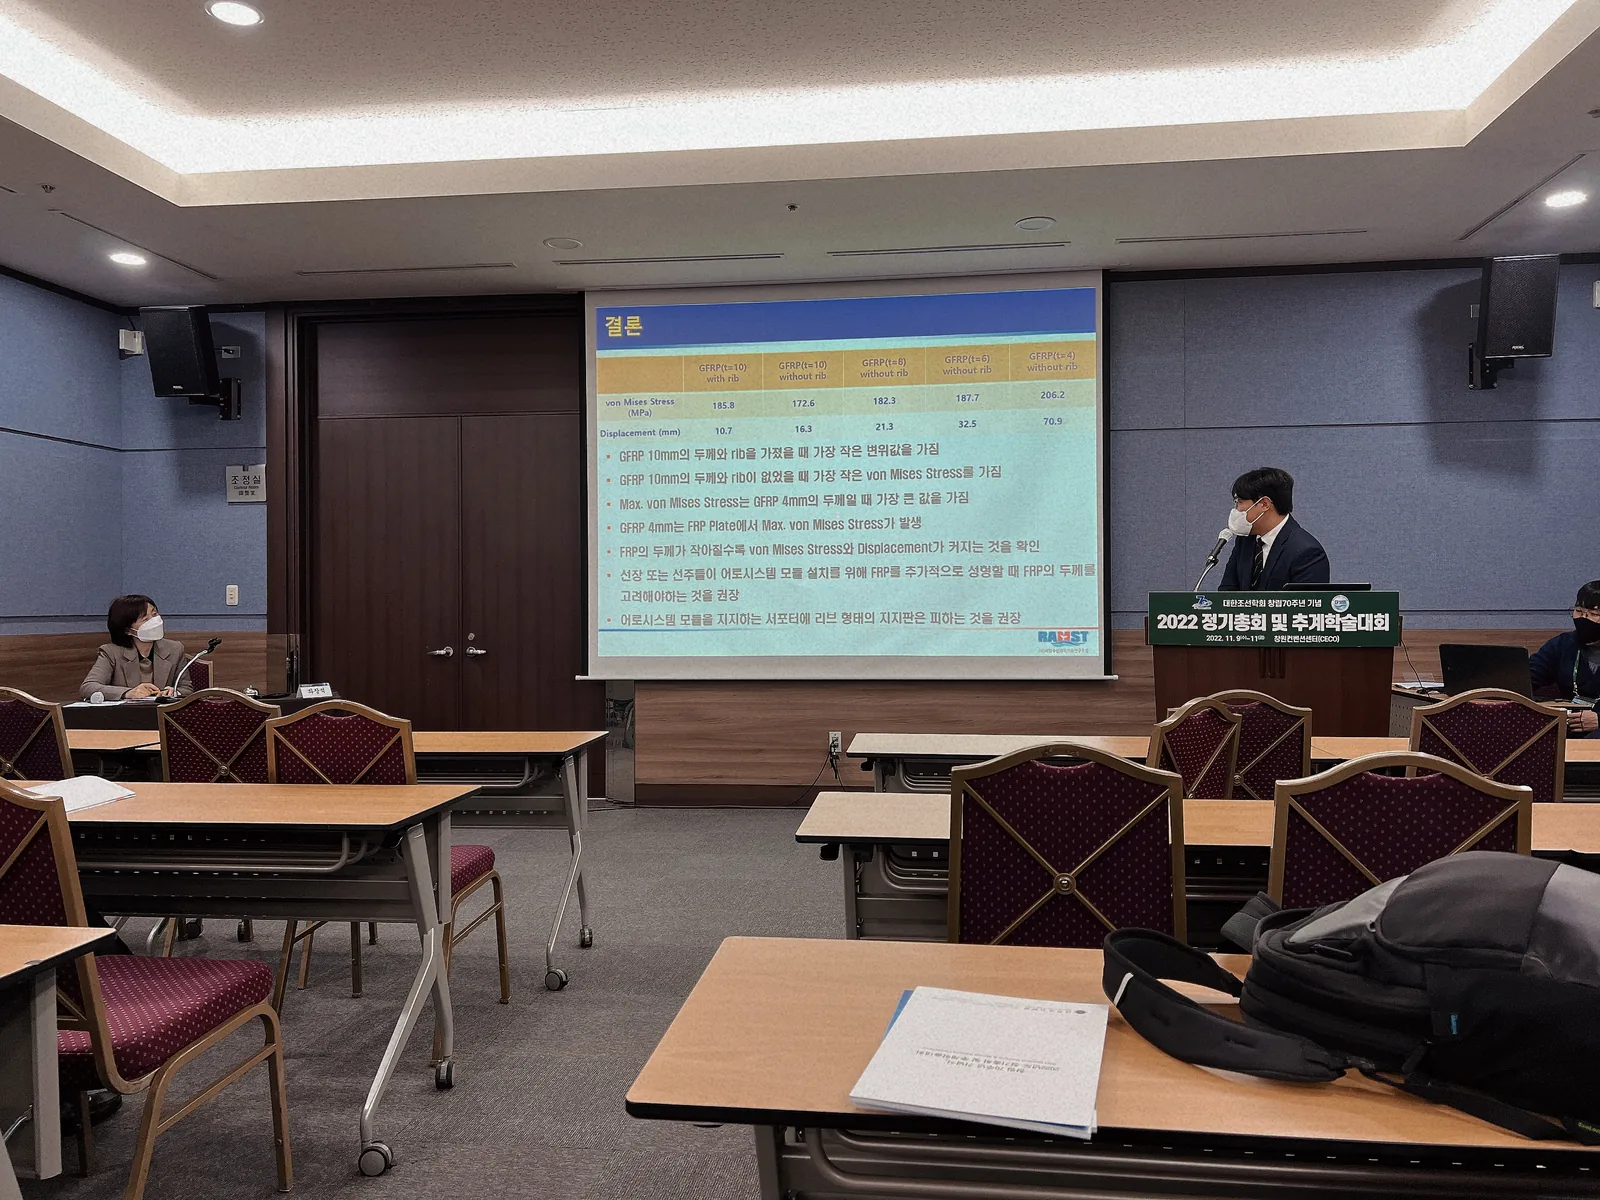 결론
GFRP(t=10) with rib
GFRP(t=10) without rib
GFRP(t=8) without rib
GFRP(t=6) without rib
GFRP(t=4) without rib
von Mises Stress (MPa) 185.8 172.6 182.3 187.7 206.2
Displacement (mm) 10.7 16.3 21.3 32.5 70.9
• GFRP 10mm의 두께와 rib을 가졌을 때 가장 작은 변위값을 가짐
• GFRP 10mm의 두께와 rib이 없었을 때 가장 작은 von Mises Stress를 가짐
• Max. von Mises Stress는 GFRP 4mm의 두께일 때 가장 큰 값을 가짐
• GFRP 4mm는 FRP Plate에서 Max. von Mises Stress가 발생
• FRP의 두께가 작아질수록 von Mises Stress와 Displacement가 커지는 것을 확인
• 선장 또는 선주들이 어로시스템 모듈 설치를 위해 FRP를 추가적으로 성형할 때 FRP의 두께를
고려해야하는 것을 권장
• 어로시스템 모듈을 지지하는 서포터에 리브 형태의 지지판은 피하는 것을 권장
RAMST
조정실
대한조선학회 창립70주년 기념
2022 정기총회 및 추계학술대회
2022. 11. 9(수)~11(금) 창원컨벤션센터(CECO)
좌장석